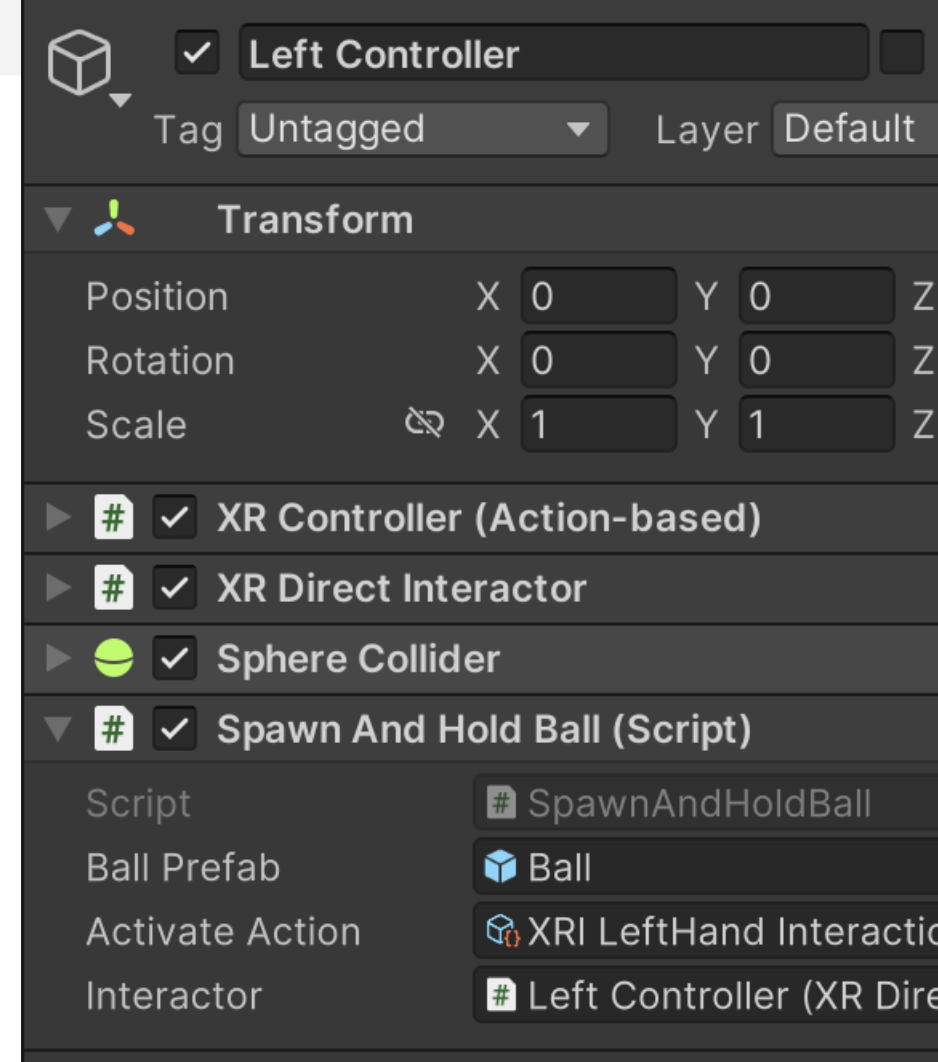 Left Controller
Tag Untagged Layer Default
Transform
Position X 0 Y 0 Z
Rotation X 0 Y 0 Z
Scale X 1 Y 1 Z
# XR Controller (Action-based)
# XR Direct Interactor
Sphere Collider
# Spawn And Hold Ball (Script)
Script # SpawnAndHoldBall
Ball Prefab Ball
Activate Action {} XRI LeftHand Interactio
Interactor # Left Controller (XR Dire